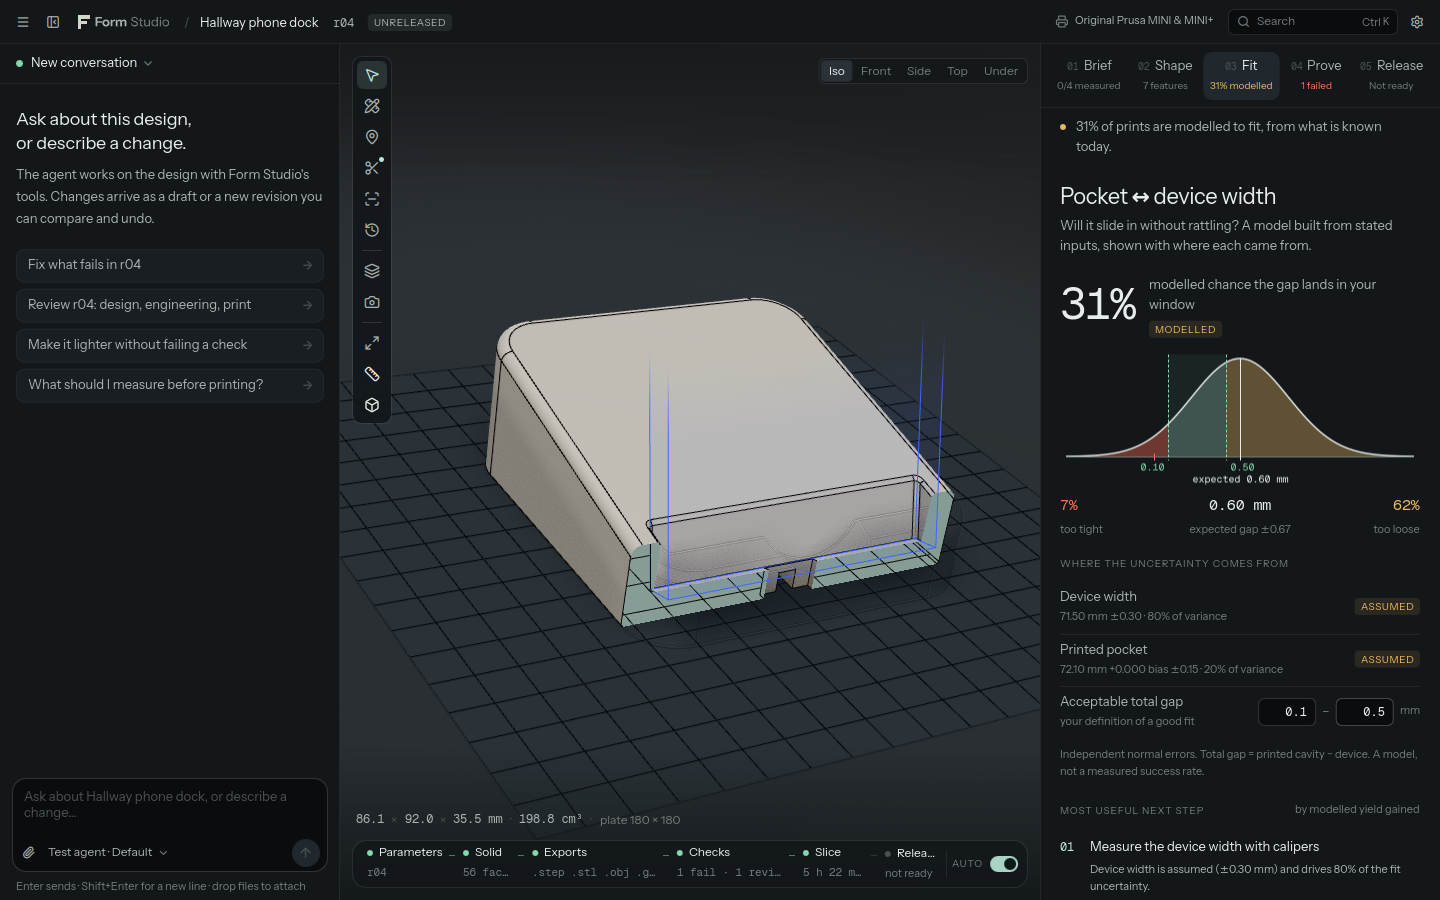 Form Studio / Hallway phone dock r04 UNRELEASED
Original Prusa MINI & MINI+
Search Ctrl K
New conversation
Ask about this design,
or describe a change.
The agent works on the design with Form Studio's
tools. Changes arrive as a draft or a new revision you
can compare and undo.
Fix what fails in r04
Review r04: design, engineering, print
Make it lighter without failing a check
What should I measure before printing?
Ask about Hallway phone dock, or describe a
change...
Test agent · Default
Enter sends · Shift+Enter for a new line · drop files to attach
Iso Front Side Top Under
86.1 × 92.0 × 35.5 mm · 198.8 cm³ · plate 180 × 180
Parameters Solid Exports Checks Slice Relea...
r04 56 fac... .step .stl .obj .g... 1 fail · 1 revi... 5 h 22 m... not ready
AUTO
01 Brief 02 Shape 03 Fit 04 Prove 05 Release
0/4 measured 7 features 31% modelled 1 failed Not ready
31% of prints are modelled to fit, from what is known
today.
Pocket ↔ device width
Will it slide in without rattling? A model built from stated
inputs, shown with where each came from.
31%
modelled chance the gap lands in your
window
MODELLED
0.10 0.50
expected 0.60 mm
7% 0.60 mm 62%
too tight expected gap ±0.67 too loose
WHERE THE UNCERTAINTY COMES FROM
Device width
71.50 mm ±0.30 · 80% of variance
ASSUMED
Printed pocket
72.10 mm +0.000 bias ±0.15 · 20% of variance
ASSUMED
Acceptable total gap
your definition of a good fit
0.1 – 0.5 mm
Independent normal errors. Total gap = printed cavity − device. A model,
not a measured success rate.
MOST USEFUL NEXT STEP by modelled yield gained
01 Measure the device width with calipers
Device width is assumed (±0.30 mm) and drives 80% of the fit
uncertainty.